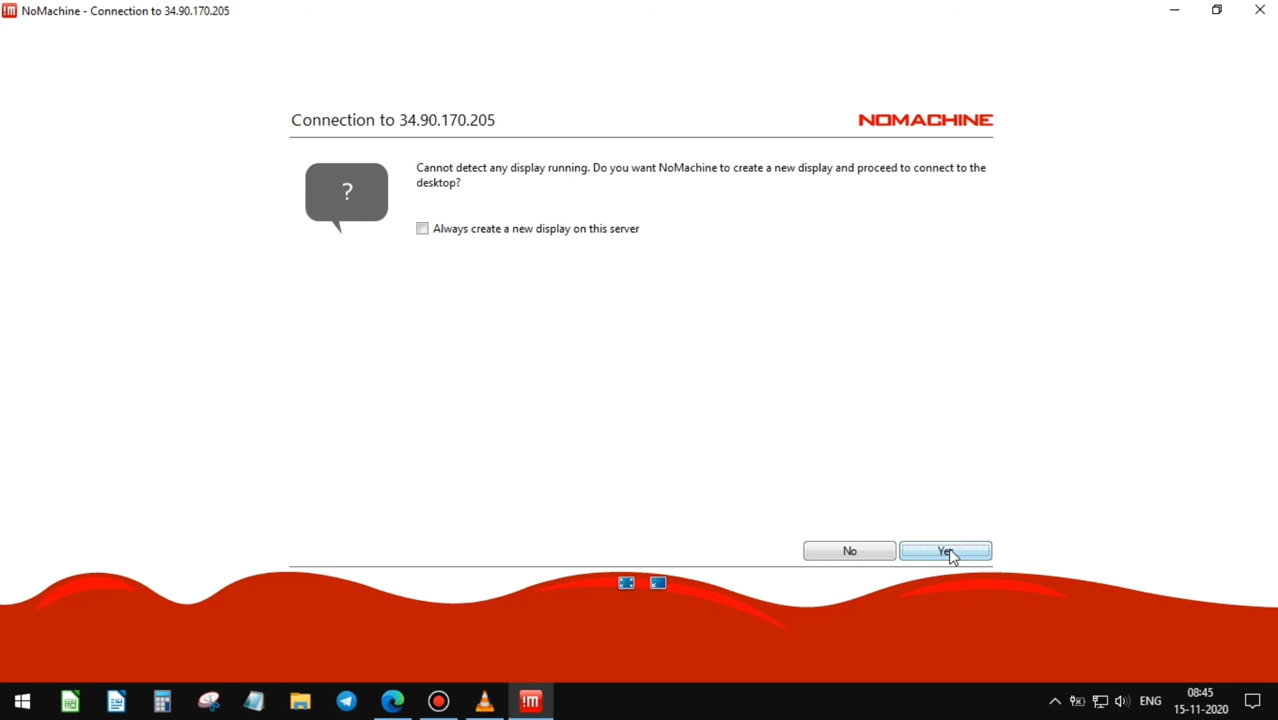 NoMachine - Connection to 34.90.170.205
Connection to 34.90.170.205
NOMACHINE
?
Cannot detect any display running. Do you want NoMachine to create a new display and proceed to connect to the
desktop?
Always create a new display on this server
No
Yes
!M
ENG
08:45
15-11-2020